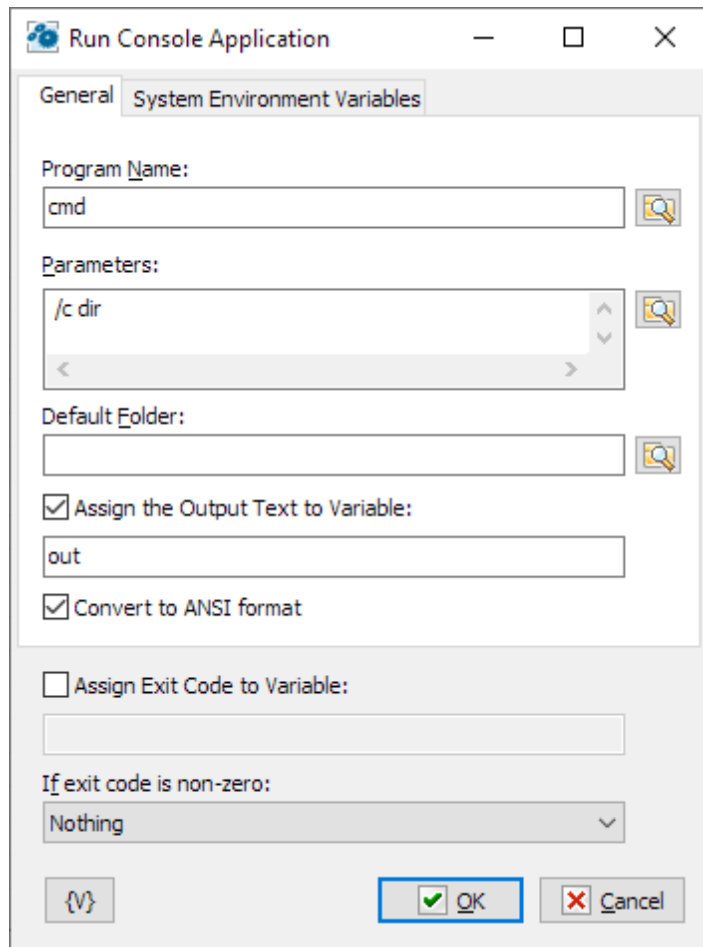 Run Console Application
General System Environment Variables
Program Name:
cmd
Parameters:
/c dir
Default Folder:
Assign the Output Text to Variable:
out
Convert to ANSI format
Assign Exit Code to Variable:
If exit code is non-zero:
Nothing
{V} OK Cancel